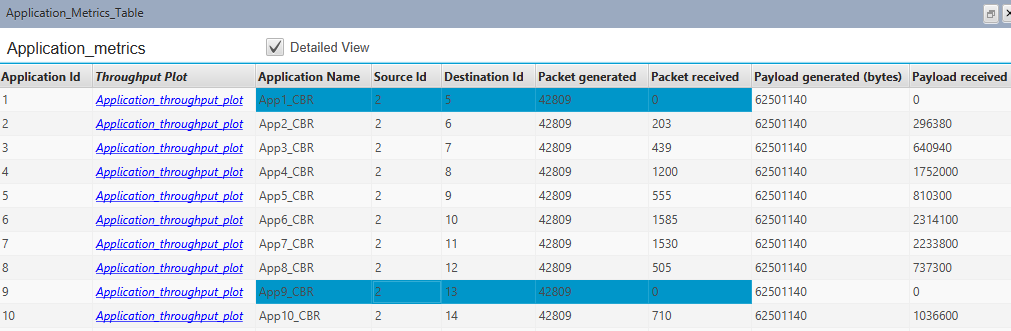 Application_Metrics_Table
Application_metrics Detailed View
Application Id Throughput Plot Application Name Source Id Destination Id Packet generated Packet received Payload generated (bytes) Payload received
1 Application_throughput_plot App1_CBR 2 5 42809 0 62501140 0
2 Application_throughput_plot App2_CBR 2 6 42809 203 62501140 296380
3 Application_throughput_plot App3_CBR 2 7 42809 439 62501140 640940
4 Application_throughput_plot App4_CBR 2 8 42809 1200 62501140 1752000
5 Application_throughput_plot App5_CBR 2 9 42809 555 62501140 810300
6 Application_throughput_plot App6_CBR 2 10 42809 1585 62501140 2314100
7 Application_throughput_plot App7_CBR 2 11 42809 1530 62501140 2233800
8 Application_throughput_plot App8_CBR 2 12 42809 505 62501140 737300
9 Application_throughput_plot App9_CBR 2 13 42809 0 62501140 0
10 Application_throughput_plot App10_CBR 2 14 42809 710 62501140 1036600